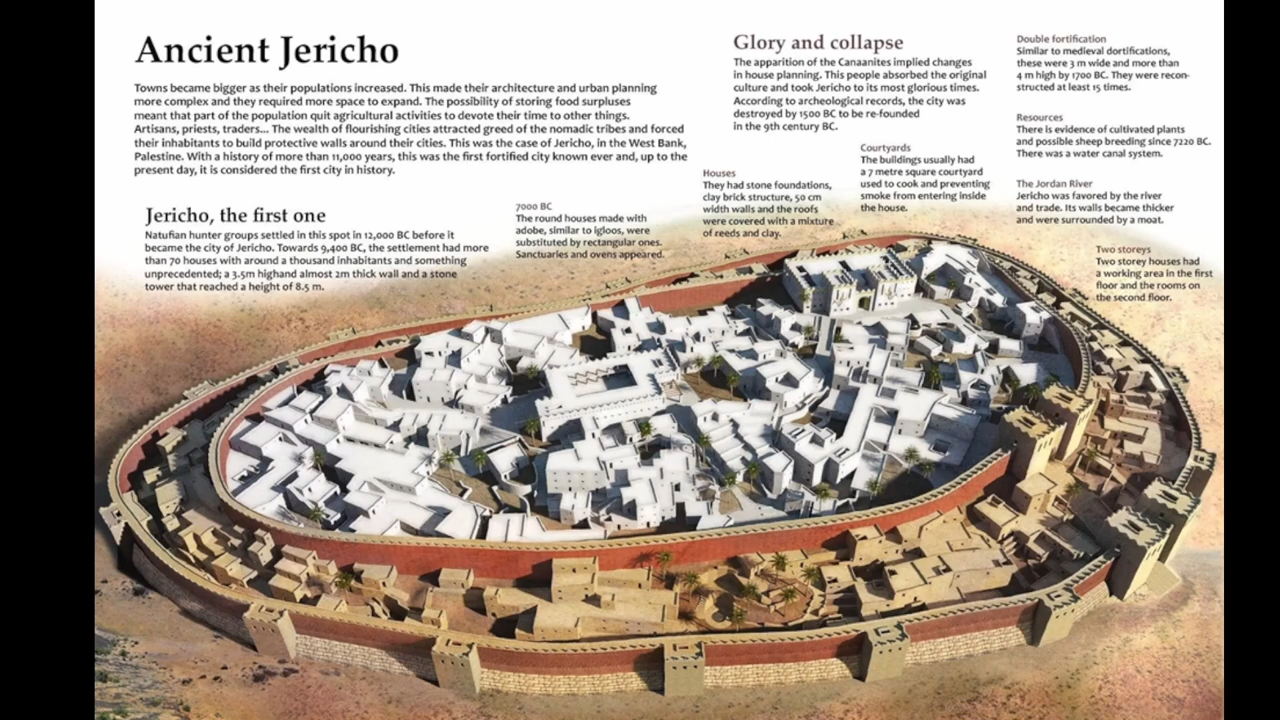 Ancient Jericho
Towns became bigger as their populations increased. This made their architecture and urban planning
more complex and they required more space to expand. The possibility of storing food surpluses
meant that part of the population quit agricultural activities to devote their time to other things.
Artisans, priests, traders... The wealth of flourishing cities attracted greed of the nomadic tribes and forced
their inhabitants to build protective walls around their cities. This was the case of Jericho, in the West Bank,
Palestine. With a history of more than 11,000 years, this was the first fortified city known ever and, up to the
present day, it is considered the first city in history.
Jericho, the first one
Natufian hunter groups settled in this spot in 12,000 BC before it
became the city of Jericho. Towards 9,400 BC, the settlement had more
than 70 houses with around a thousand inhabitants and something
unprecedented; a 3.5m highand almost 2m thick wall and a stone
tower that reached a height of 8.5 m.
7000 BC
The round houses made with
adobe, similar to igloos, were
substituted by rectangular ones.
Sanctuaries and ovens appeared.
Glory and collapse
The apparition of the Canaanites implied changes
in house planning. This people absorbed the original
culture and took Jericho to its most glorious times.
According to archeological records, the city was
destroyed by 1500 BC to be re-founded
in the 9th century BC.
Houses
They had stone foundations,
clay brick structure, 50 cm
width walls and the roofs
were covered with a mixture
of reeds and clay.
Courtyards
The buildings usually had
a 7 metre square courtyard
used to cook and preventing
smoke from entering inside
the house.
Double fortification
Similar to medieval dortifications,
these were 3 m wide and more than
4 m high by 1700 BC. They were recon-
structed at least 15 times.
Resources
There is evidence of cultivated plants
and possible sheep breeding since 7220 BC.
There was a water canal system.
The Jordan River
Jericho was favored by the river
and trade. Its walls became thicker
and were surrounded by a moat.
Two storeys
Two storey houses had
a working area in the first
floor and the rooms on
the second floor.